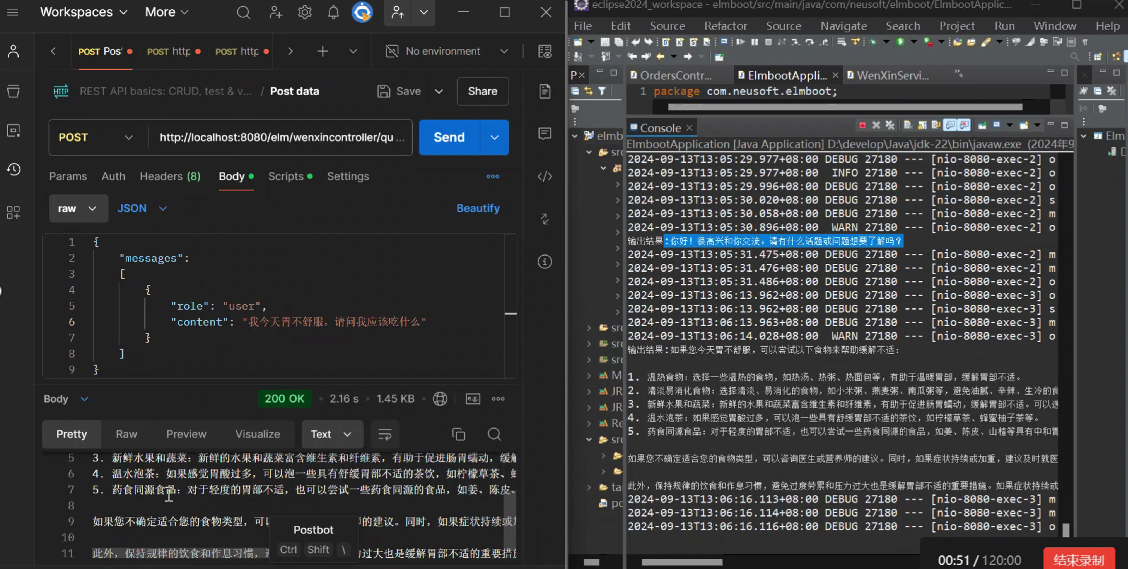 Workspaces
More
POST Pos'
POST http
POST http
No environment
REST API basics: CRUD, test & v... / Post data
Save
Share
POST
http://localhost:8080/elm/wenxincontroller/qu ...
Send
Params Auth Headers (8) Body Scripts Settings
raw
JSON
Beautify
1 {
2 "messages":
3 [
4 {
5 "role": "user",
6 "content": "我今天胃不舒服，请问我应该吃什么"
7 }
8 ]
9 }
Body
200 OK
2.16 s
1.45 KB
Pretty Raw Preview Visualize
Text
5 3. 新鲜水果和蔬菜：新鲜的水果和蔬菜富含维生素和纤维素，有助于促进肠胃蠕动，缓解
6 4. 温水泡茶：如果感觉胃酸过多，可以泡一些具有舒缓胃部不适的茶饮，如柠檬草茶、
7 5. 药食同源食品：对于轻度的胃部不适，也可以尝试一些药食同源的食品，如姜、陈皮、
8
9 如果您不确定适合您的食物类型，可以 师的建议。同时，如果症状持续或
10
11 此外，保持规律的饮食和作息习惯， 力过大也是缓解胃部不适的重要措施
Postbot
Ctrl Shift \
eclipse2024_workspace - elmboot/src/main/java/com/neusoft/elmboot/ElmbootApplic...
File Edit Source Refactor Source Navigate Search Project Run Window Help
P
OrdersContr...
ElmbootAppli...
WenXinServi...
1 package com.neusoft.elmboot;
Console
ElmbootApplication [Java Application] D:\develop\Java\jdk-22\bin\javaw.exe (2024年9
2024-09-13T13:05:29.977+08:00 INFO 27180 --- [nio-8080-exec-2] o
2024-09-13T13:05:29.996+08:00 DEBUG 27180 --- [nio-8080-exec-2] o
2024-09-13T13:05:30.020+08:00 DEBUG 27180 --- [nio-8080-exec-2] s
2024-09-13T13:05:30.058+08:00 DEBUG 27180 --- [nio-8080-exec-2] m
2024-09-13T13:05:30.896+08:00 WARN 27180 --- [nio-8080-exec-2] o
输出结果:你好！很高兴和你交流，请有什么话题或问题想要了解吗？
2024-09-13T13:05:31.475+08:00 DEBUG 27180 --- [nio-8080-exec-2] m
2024-09-13T13:05:31.476+08:00 DEBUG 27180 --- [nio-8080-exec-2] m
2024-09-13T13:05:31.486+08:00 DEBUG 27180 --- [nio-8080-exec-2] o
2024-09-13T13:06:13.962+08:00 DEBUG 27180 --- [nio-8080-exec-3] o
2024-09-13T13:06:13.963+08:00 DEBUG 27180 --- [nio-8080-exec-3] s
2024-09-13T13:06:13.963+08:00 DEBUG 27180 --- [nio-8080-exec-3] m
2024-09-13T13:06:14.028+08:00 WARN 27180 --- [nio-8080-exec-3] o
输出结果:如果您今天胃不舒服，可以尝试以下食物来帮助缓解不适：
1. 温热食物：选择一些温热的食物，如热汤、热粥、热面包等，有助于温暖胃部，缓解胃部不适。
2. 清淡易消化食物：选择清淡、易消化的食物，如小米粥、燕麦粥、南瓜粥等，避免油腻、辛辣、生冷的食
3. 新鲜水果和蔬菜：新鲜的水果和蔬菜富含维生素和纤维素，有助于促进肠胃蠕动，缓解胃部不适。可以选
4. 温水泡茶：如果感觉胃酸过多，可以泡一些具有舒缓胃部不适的茶饮，如柠檬草茶、蜂蜜柚子茶等。
5. 药食同源食品：对于轻度的胃部不适，也可以尝试一些药食同源的食品，如姜、陈皮、山楂等具有中和胃
如果您不确定适合您的食物类型，可以咨询医生或营养师的建议。同时，如果症状持续或加重，建议及时就医
此外，保持规律的饮食和作息习惯，避免过度劳累和压力过大也是缓解胃部不适的重要措施。如果症状持续或
2024-09-13T13:06:16.113+08:00 DEBUG 27180 --- [nio-8080-exec-3] m
2024-09-13T13:06:16.114+08:00 DEBUG 27180 --- [nio-8080-exec-3] m
2024-09-13T13:06:16.116+08:00 DEBUG 27180 --- [nio-8080-exec-3] o
00:51 / 120:00
结束录制